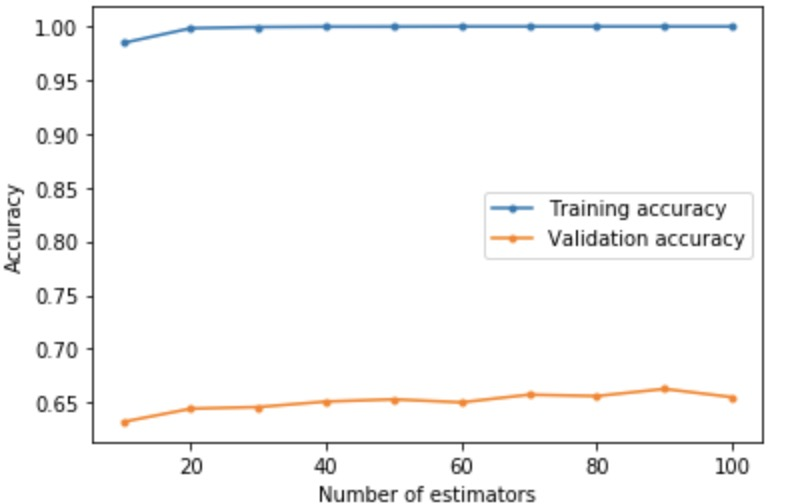 1.00
0.95
0.90
0.85
0.80
0.75
0.70
0.65
Accuracy
Training accuracy
Validation accuracy
20 40 60 80 100
Number of estimators